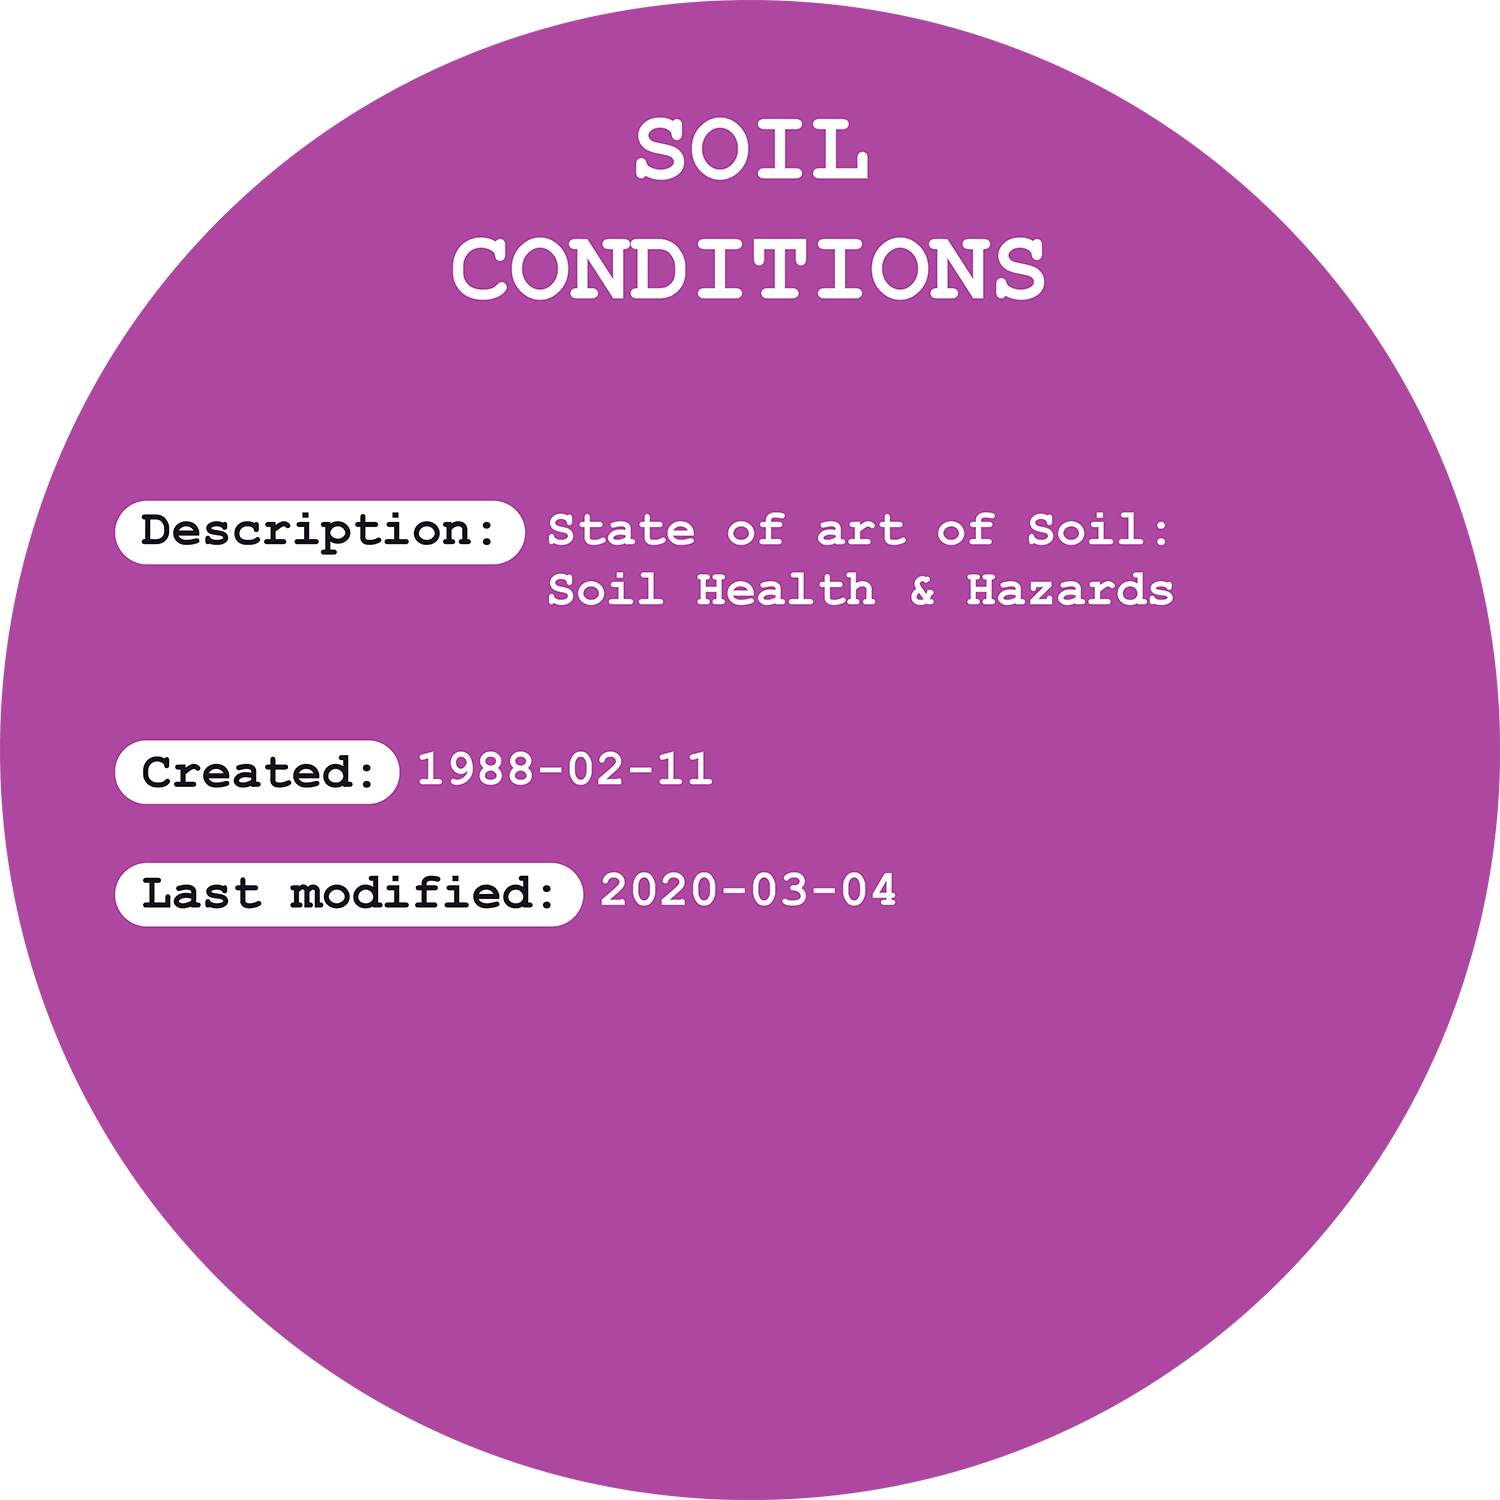 SOIL
CONDITIONS
Description: State of art of Soil:
Soil Health & Hazards
Created: 1988-02-11
Last modified: 2020-03-04